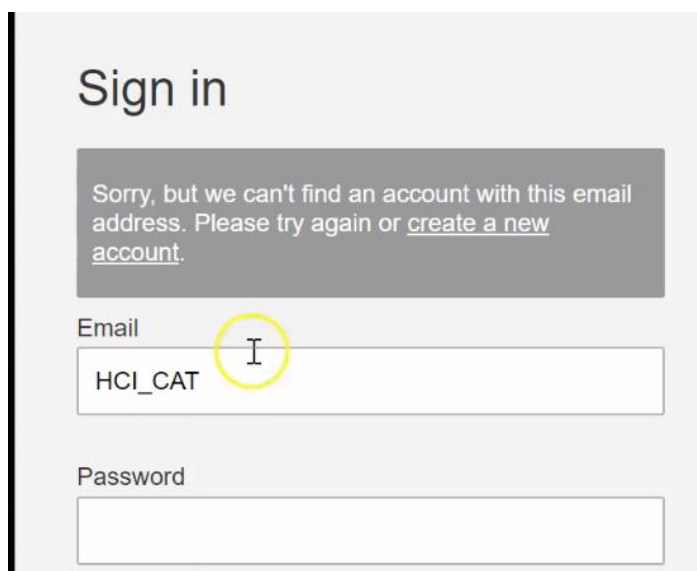 Sign in
Sorry, but we can't find an account with this email
address. Please try again or create a new
account.
Email
HCI_CAT
Password